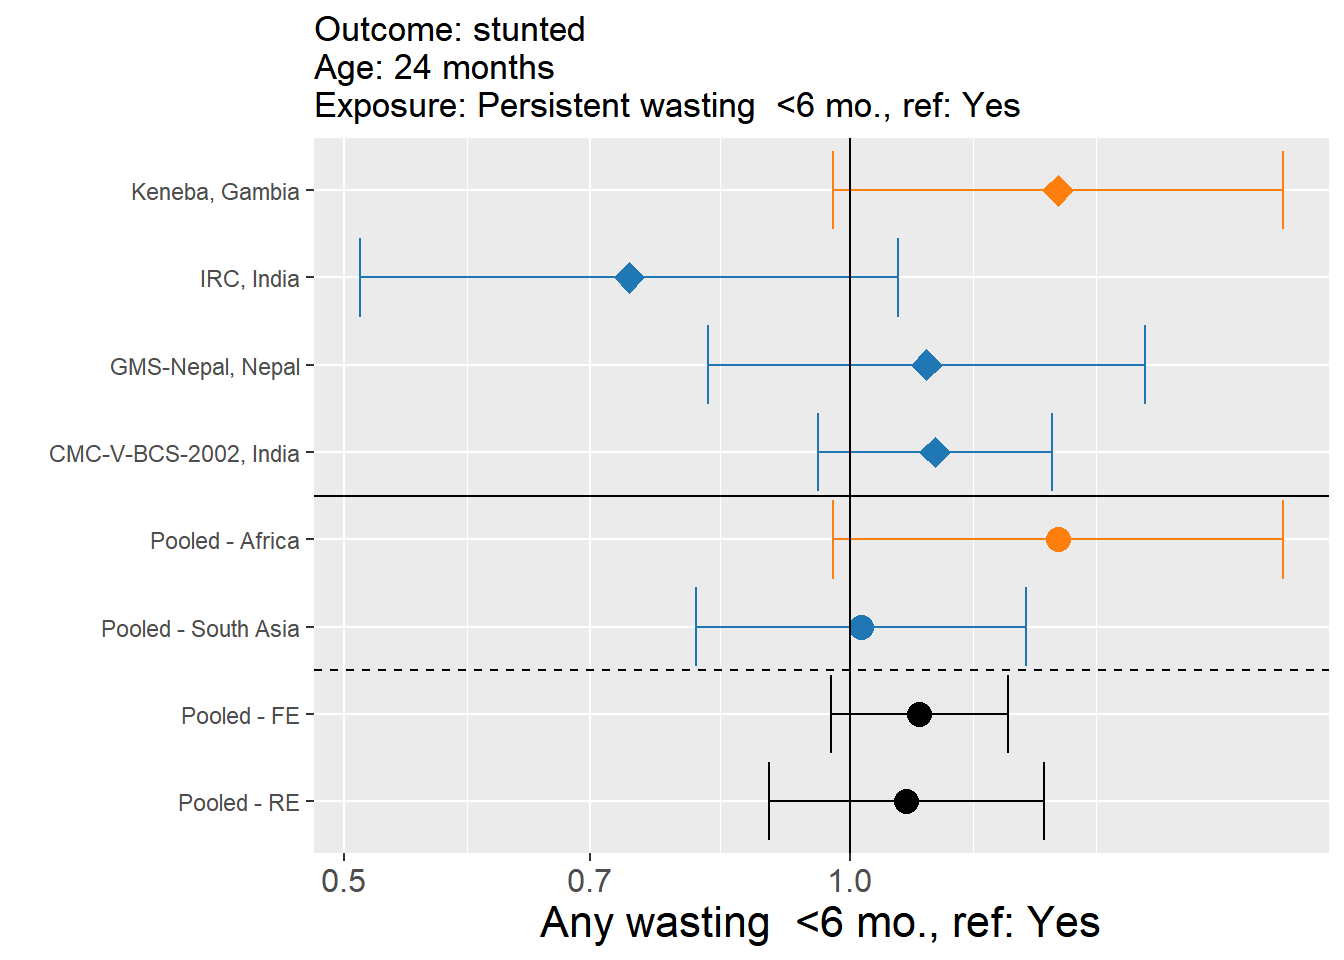 Outcome: stunted
Age: 24 months
Exposure: Persistent wasting  <6 mo., ref: Yes
Keneba, Gambia
IRC, India
GMS-Nepal, Nepal
CMC-V-BCS-2002, India
Pooled - Africa
Pooled - South Asia
Pooled - FE
Pooled - RE
0.5 0.7 1.0
Any wasting  <6 mo., ref: Yes